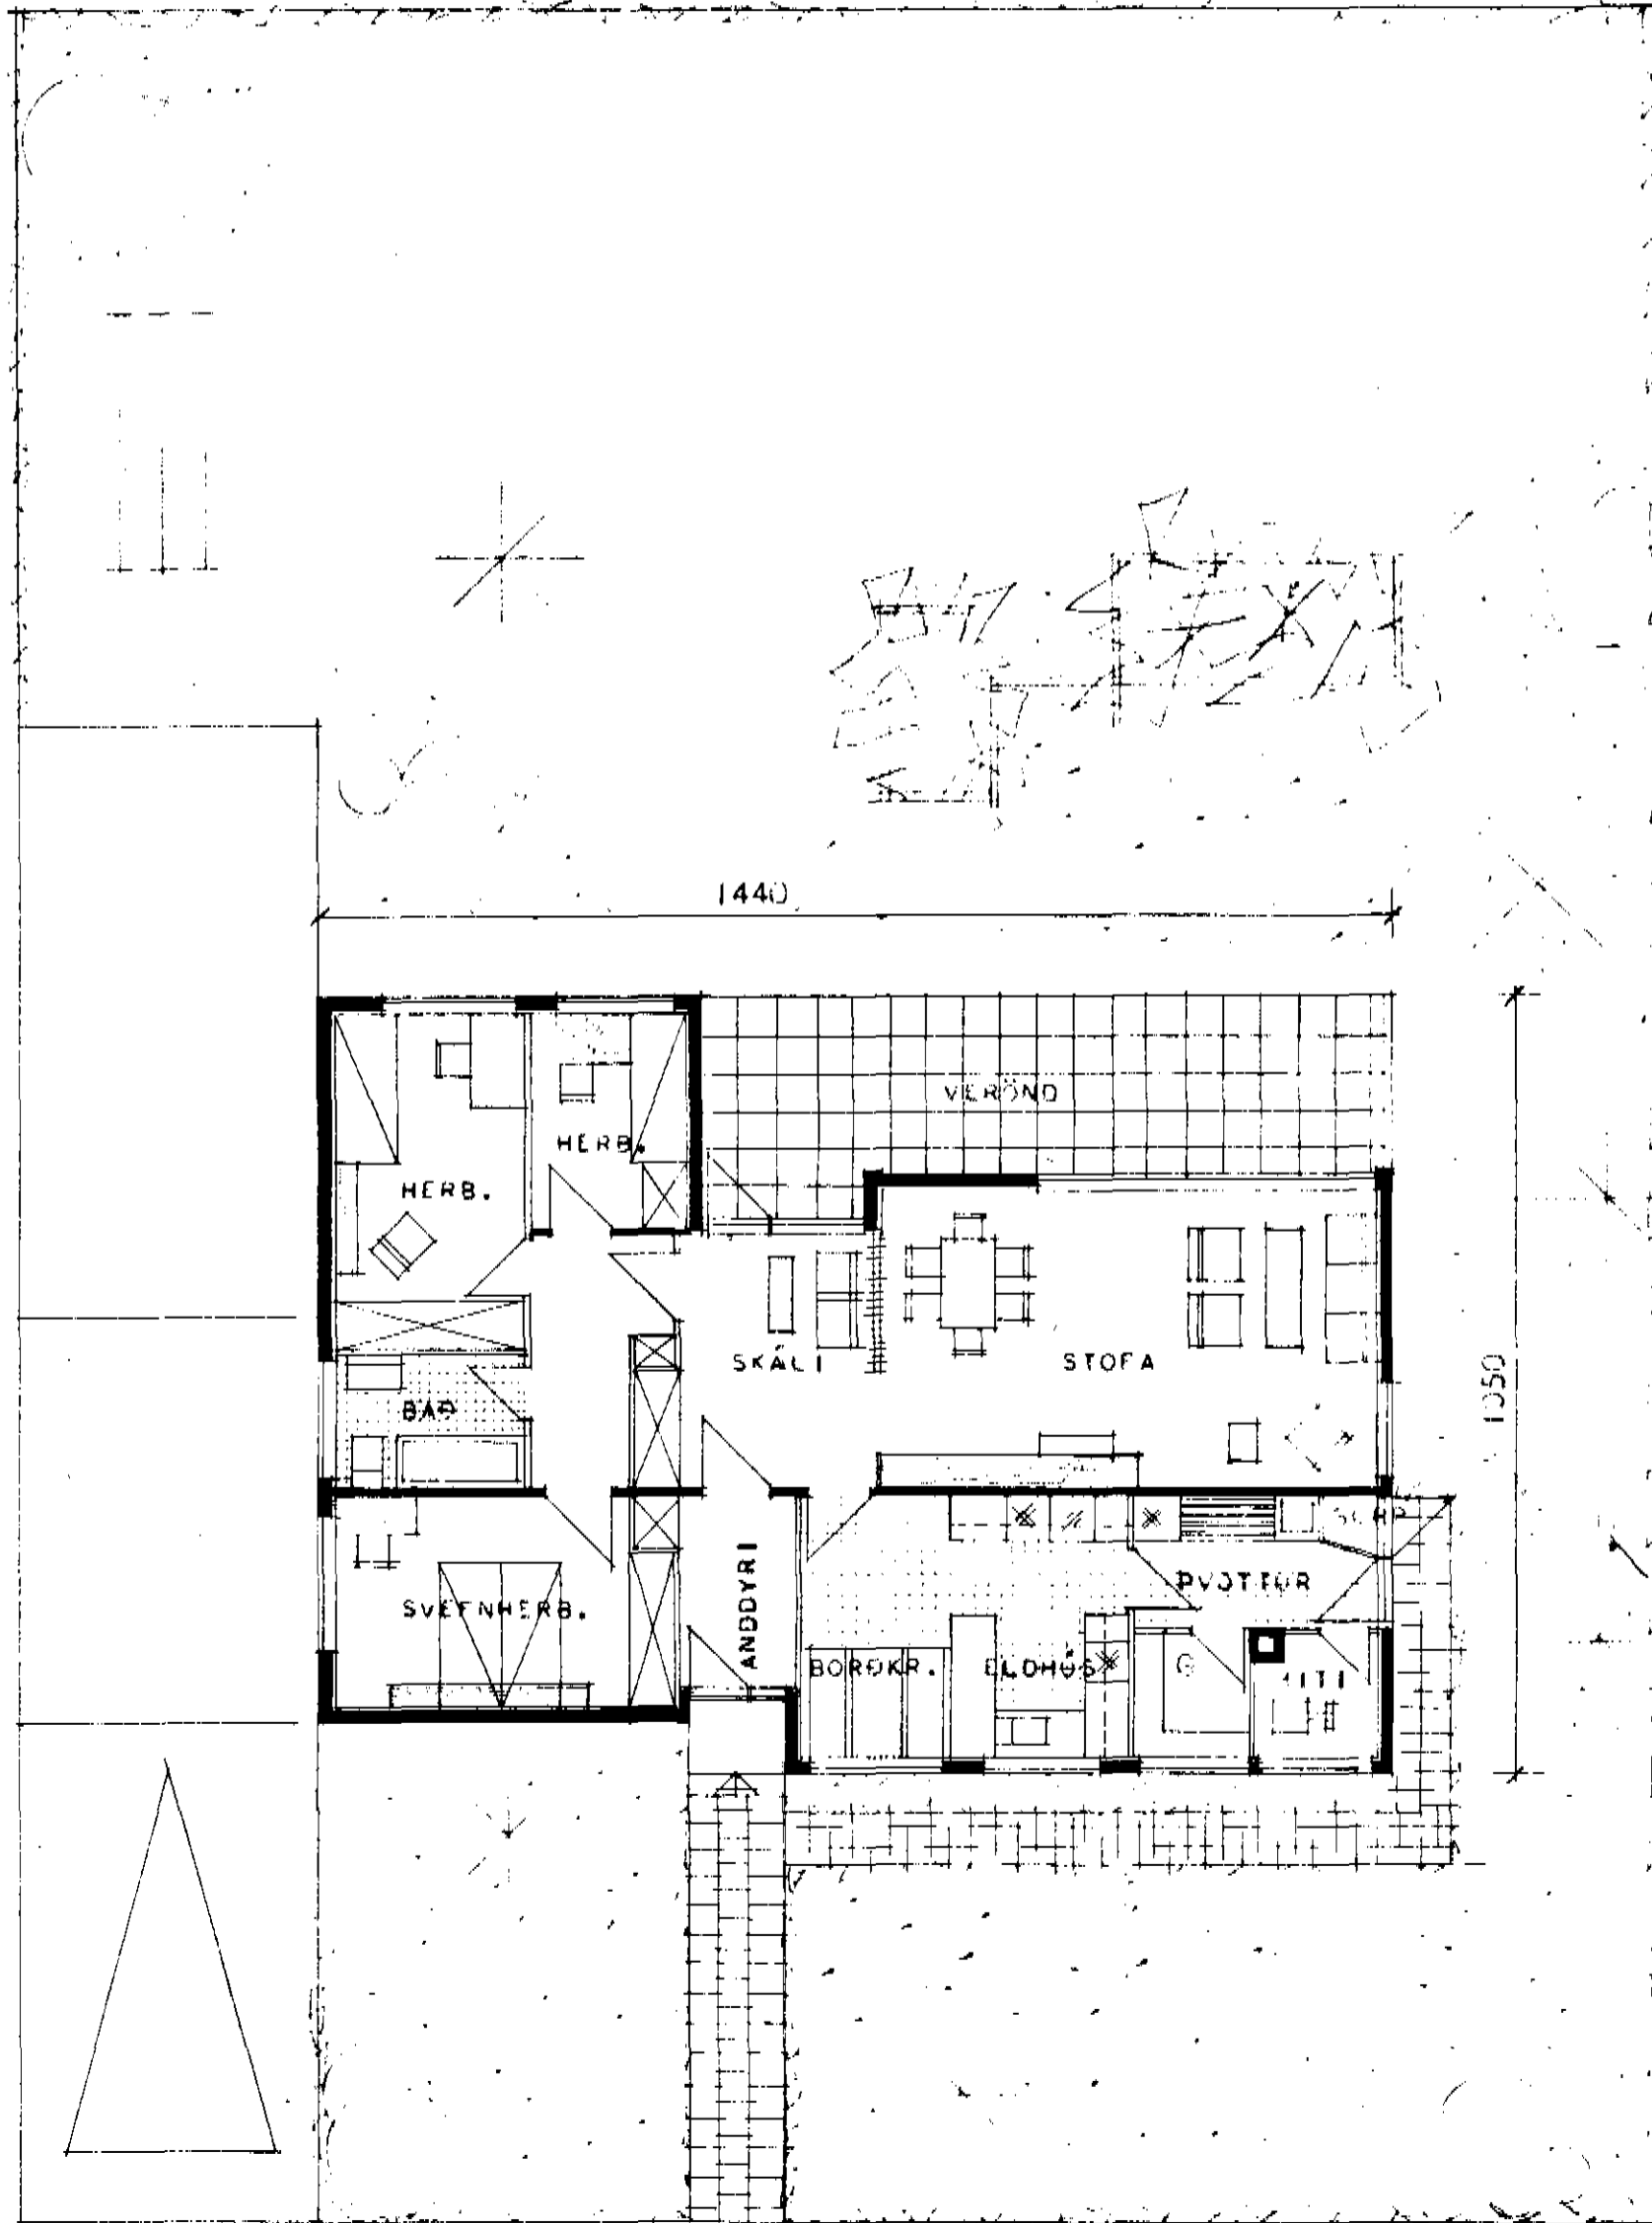 1440
VERÖND
HERB.
HERB.
SKÁLI
STOFA
1050
BAÐ
ANDDYRI
SVEFNHERB.
BORÐKR.
ELDHÚS
ÞVOTTUR
G